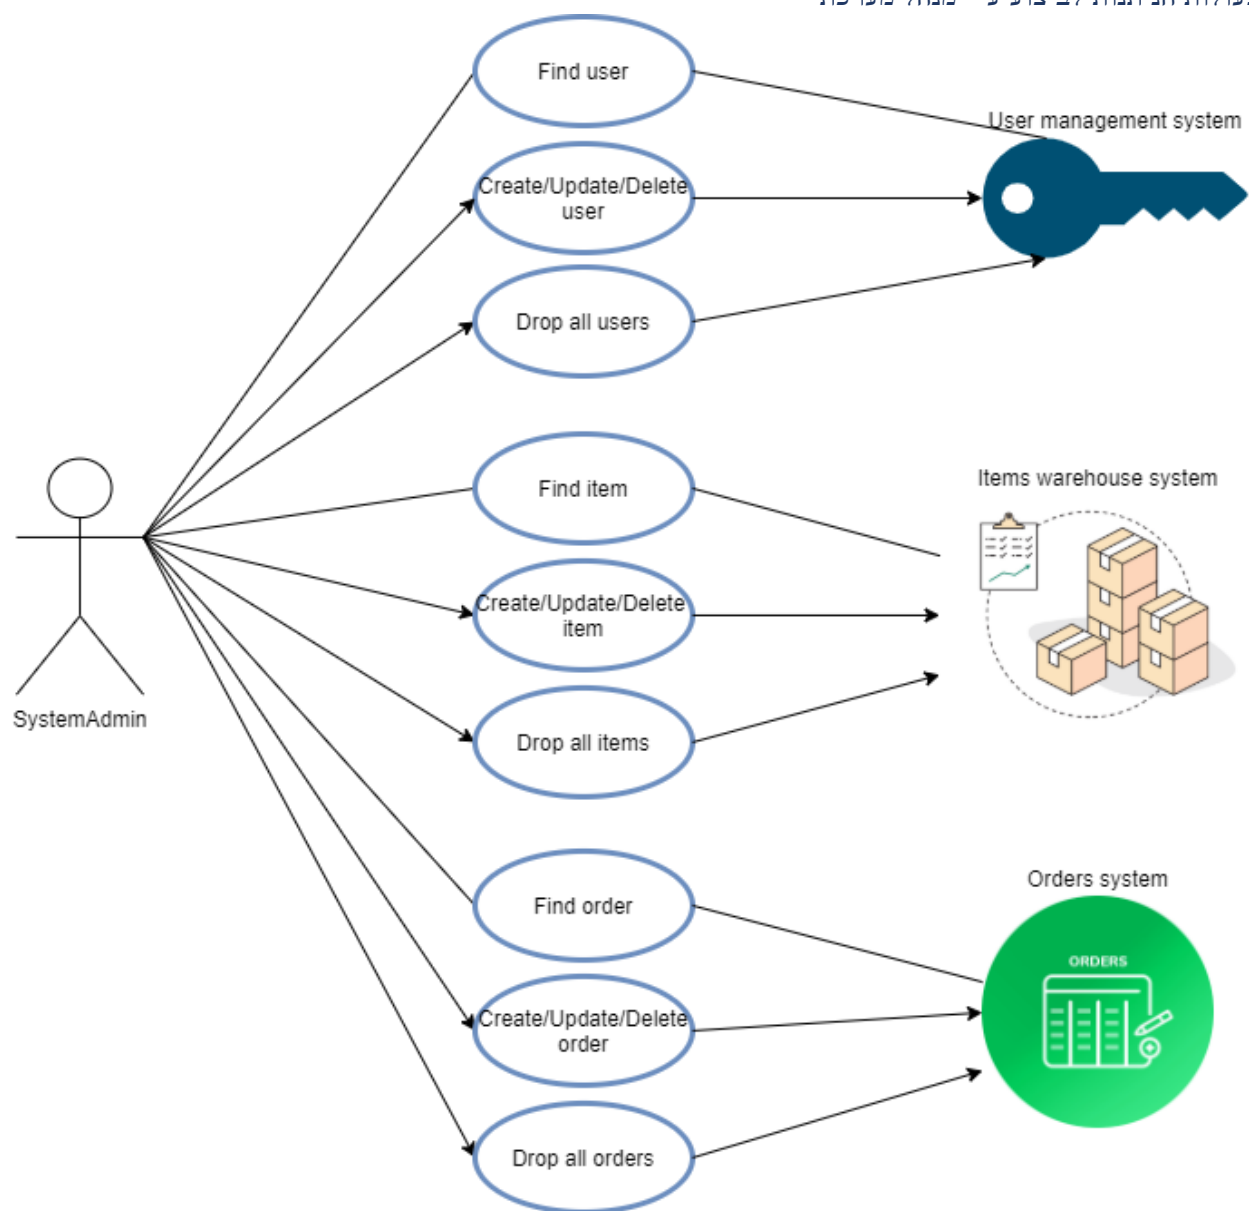 User management system
Find user
Create/Update/Delete
user
Drop all users
Items warehouse system
Find item
Create/Update/Delete
item
Drop all items
SystemAdmin
Orders system
ORDERS
Find order
Create/Update/Delete
order
Drop all orders